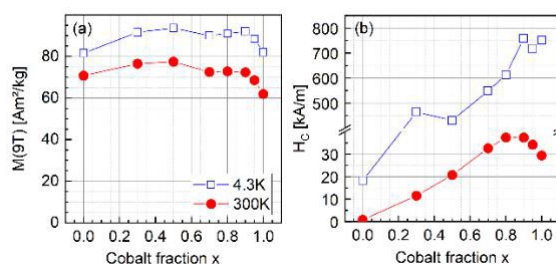 (a)
M(9T) [Am²/kg]
100
80
60
40
20
0
4.3K
300K
0.0 0.2 0.4 0.6 0.8 1.0
Cobalt fraction x
(b)
H_C [kA/m]
800
700
600
500
30
20
10
0
0.0 0.2 0.4 0.6 0.8 1.0
Cobalt fraction x